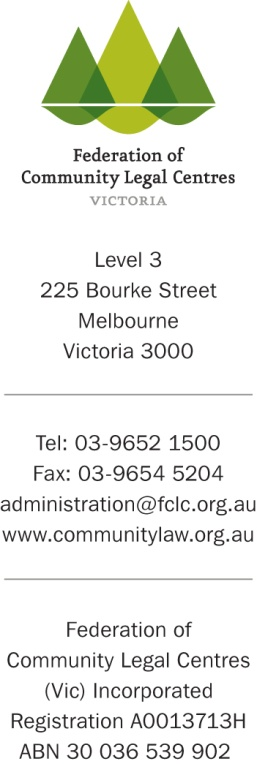 Federation of
Community Legal Centres
VICTORIA
Level 3
225 Bourke Street
Melbourne
Victoria 3000
Tel: 03-9652 1500
Fax: 03-9654 5204
administration@fclc.org.au
www.communitylaw.org.au
Federation of
Community Legal Centres
(Vic) Incorporated
Registration A0013713H
ABN 30 036 539 902